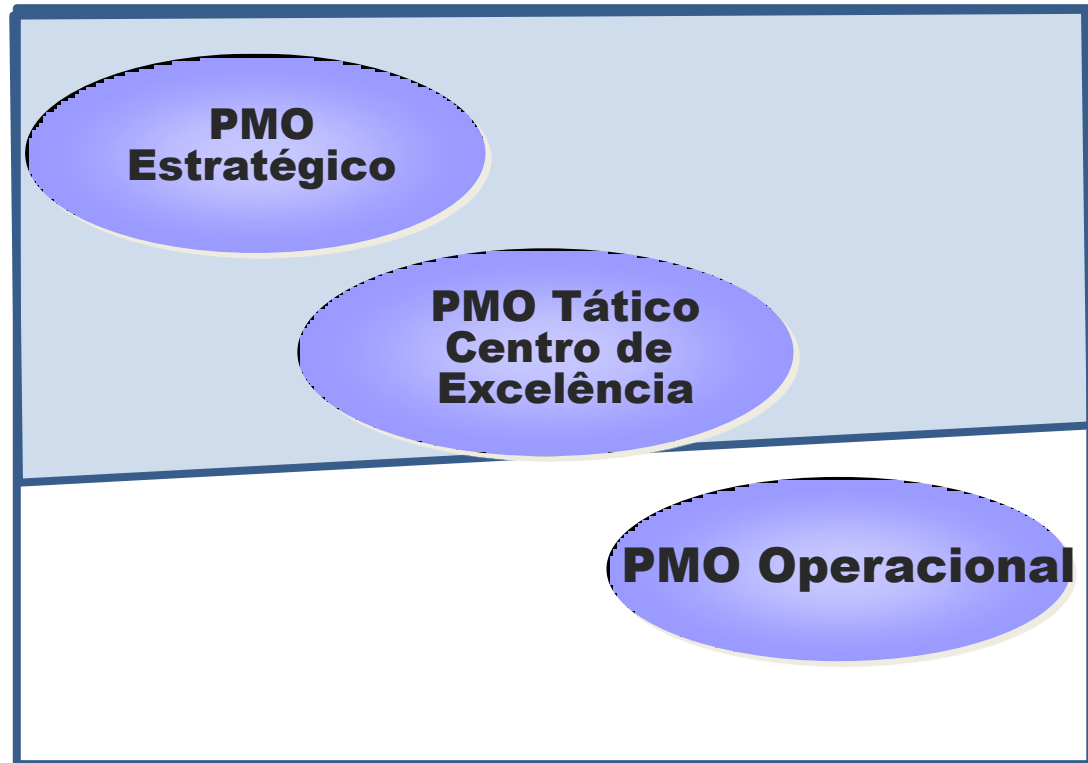 PMO
Estratégico
PMO Tático
Centro de
Excelência
PMO Operacional